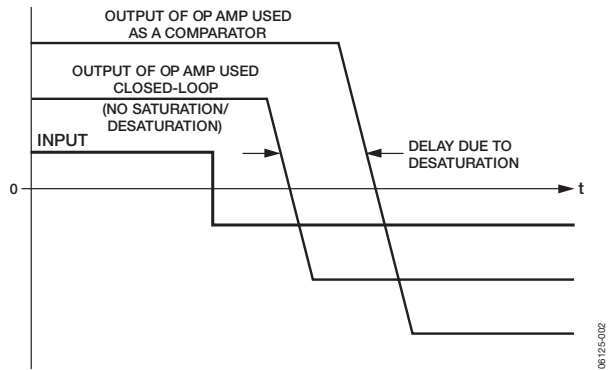 OUTPUT OF OP AMP USED
AS A COMPARATOR
OUTPUT OF OP AMP USED
CLOSED-LOOP
(NO SATURATION/
DESATURATION)
INPUT
DELAY DUE TO
DESATURATION
0
t
06125-002